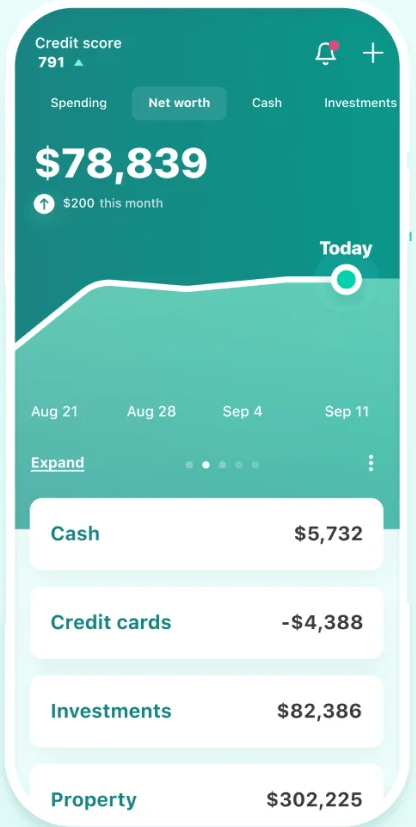 Credit score
791
Spending Net worth Cash Investments
$78,839
$200 this month
Today
Aug 21 Aug 28 Sep 4 Sep 11
Expand
Cash $5,732
Credit cards -$4,388
Investments $82,386
Property $302,225